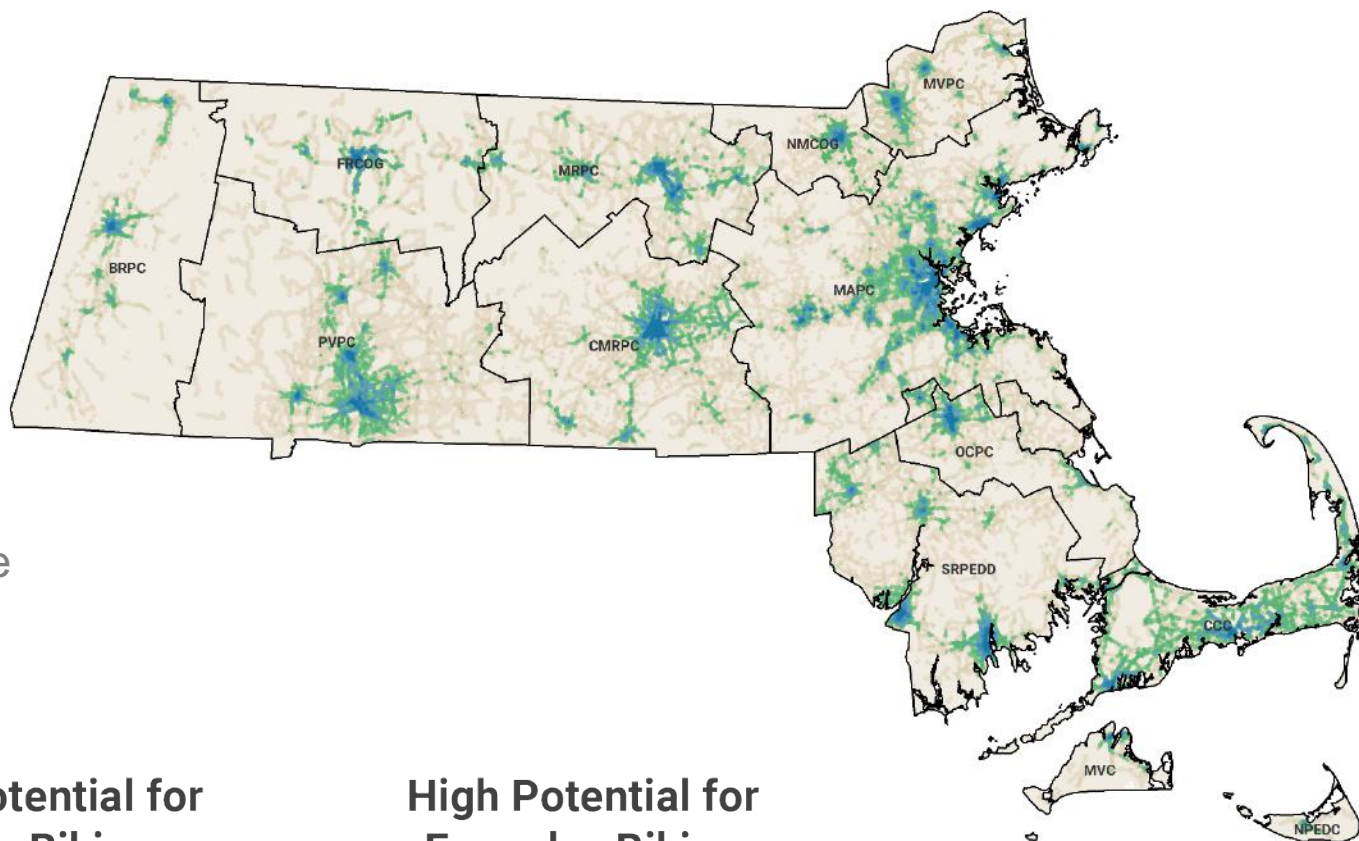 MVPC
NMCOG
FRCOG
MRPC
BRPC
MAPC
PVPC
CMRPC
OCPC
SRPEDD
CCC
MVC
NPEDC
e
otential for
High Potential for